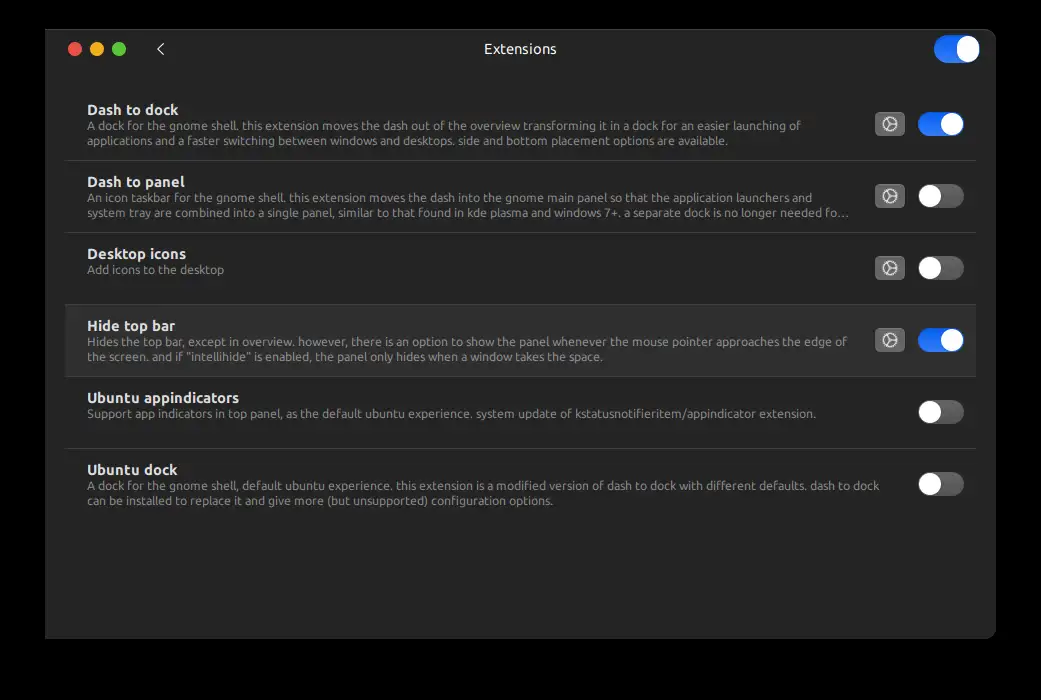 Extensions
Dash to dock
A dock for the gnome shell. this extension moves the dash out of the overview transforming it in a dock for an easier launching of
applications and a faster switching between windows and desktops. side and bottom placement options are available.
Dash to panel
An icon taskbar for the gnome shell. this extension moves the dash into the gnome main panel so that the application launchers and
system tray are combined into a single panel, similar to that found in kde plasma and windows 7+. a separate dock is no longer needed fo…
Desktop icons
Add icons to the desktop
Hide top bar
Hides the top bar, except in overview. however, there is an option to show the panel whenever the mouse pointer approaches the edge of
the screen. and if "intellihide" is enabled, the panel only hides when a window takes the space.
Ubuntu appindicators
Support app indicators in top panel, as the default ubuntu experience. system update of kstatusnotifieritem/appindicator extension.
Ubuntu dock
A dock for the gnome shell, default ubuntu experience. this extension is a modified version of dash to dock with different defaults. dash to dock
can be installed to replace it and give more (but unsupported) configuration options.